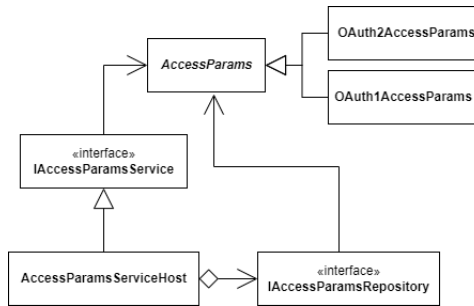 OAuth2AccessParams
AccessParams
OAuth1AccessParams
«interface»
IAccessParamsService
AccessParamsServiceHost
«interface»
IAccessParamsRepository